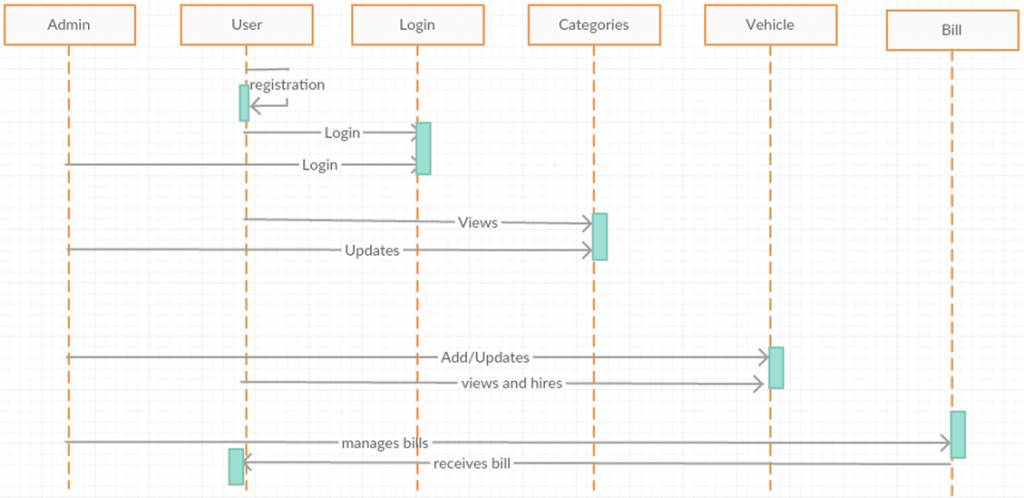 Admin
User
Login
Categories
Vehicle
Bill
registration
Login
Login
Views
Updates
Add/Updates
views and hires
manages bills
receives bill